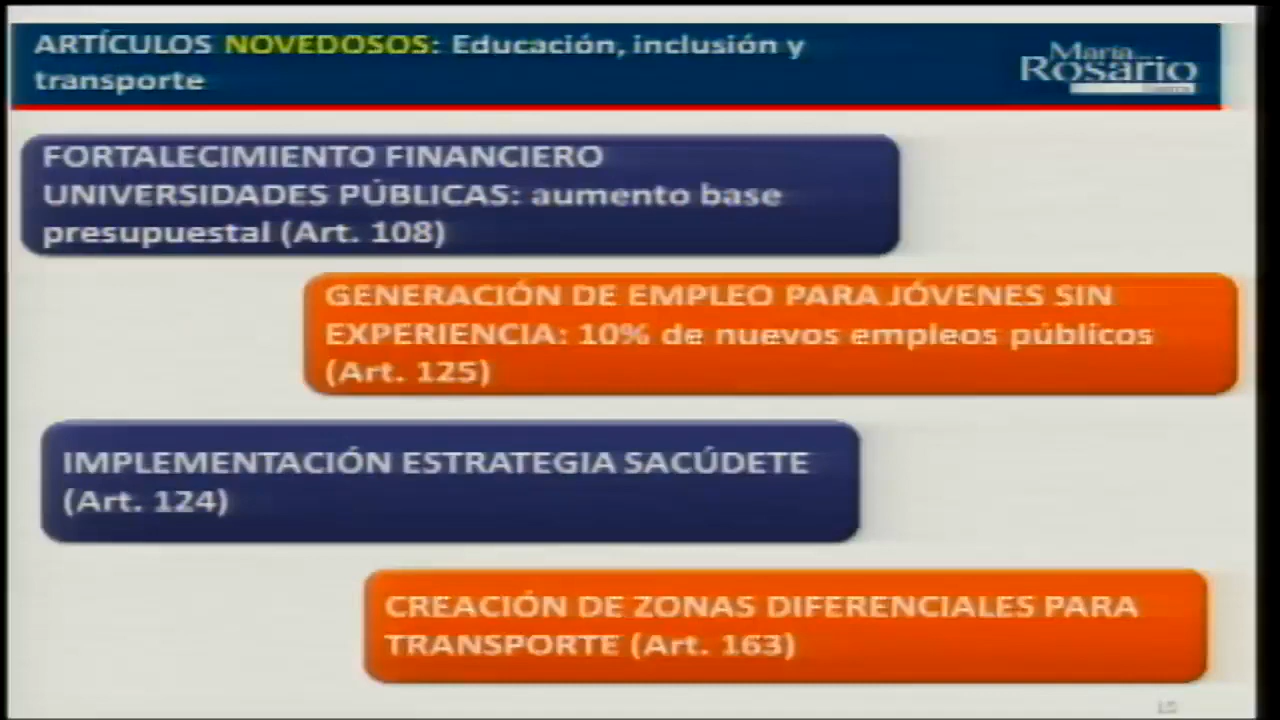 ARTÍCULOS NOVEDOSOS: Educación, inclusión y
transporte
María
Rosario
FORTALECIMIENTO FINANCIERO
UNIVERSIDADES PÚBLICAS: aumento base
presupuestal (Art. 108)
GENERACIÓN DE EMPLEO PARA JÓVENES SIN
EXPERIENCIA: 10% de nuevos empleos públicos
(Art. 125)
IMPLEMENTACIÓN ESTRATEGIA SACÚDETE
(Art. 124)
CREACIÓN DE ZONAS DIFERENCIALES PARA
TRANSPORTE (Art. 163)